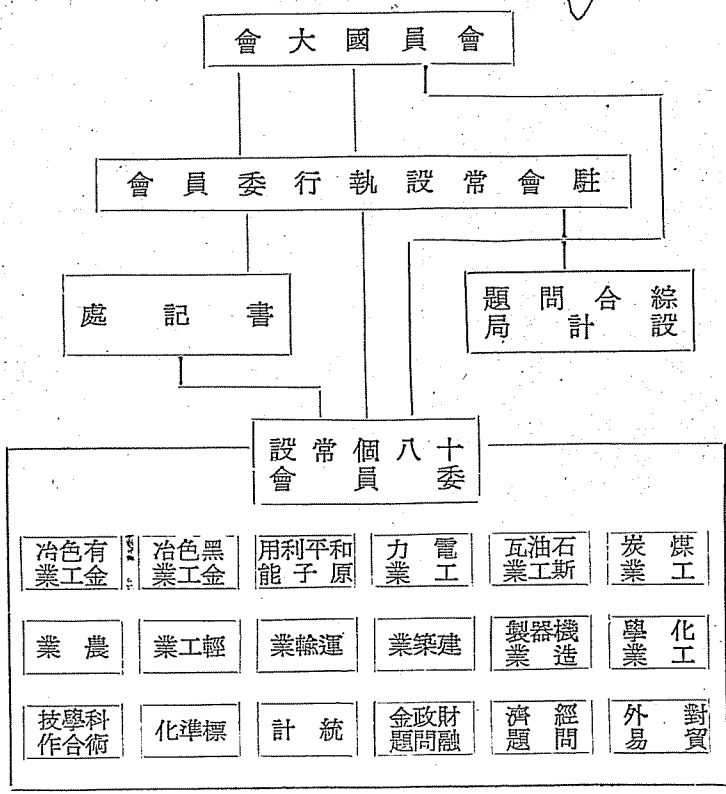 會員國大會
駐會常設執行委員會
綜合問題
設計局
書記處
十八個常設
委員會
煤炭
工業
石油瓦
斯工業
電力
工業
和平利用
原子能
黑色冶
金工業
有色冶
金工業
化學
工業
機器製
造業
建築業
運輸業
輕工業
農業
對外
貿易
經濟
問題
財政金
融問題
統計
標準化
科學技
術合作